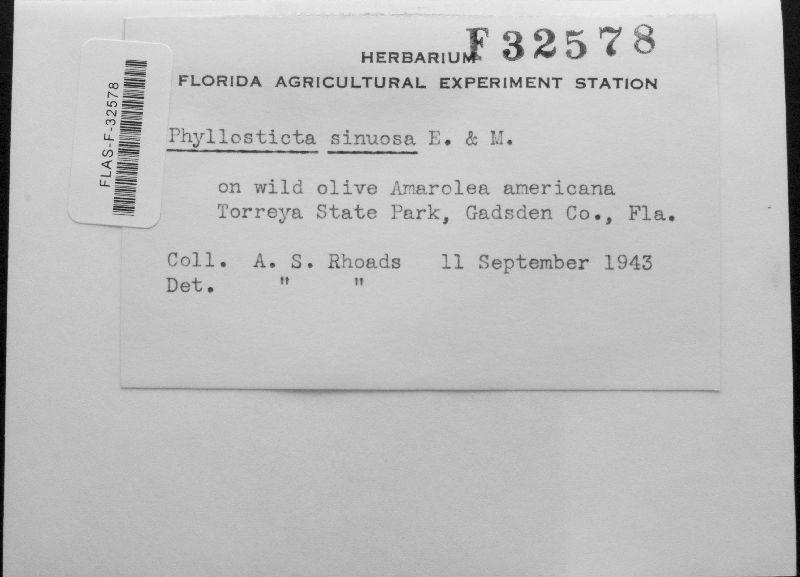 F32578
HERBARIUM
FLORIDA AGRICULTURAL EXPERIMENT STATION
FLAS-F-32578
Phyllosticta sinuosa E. & M.
on wild olive Amarolea americana
Torreya State Park, Gadsden Co., Fla.
Coll. A. S. Rhoads 11 September 1943
Det. " "